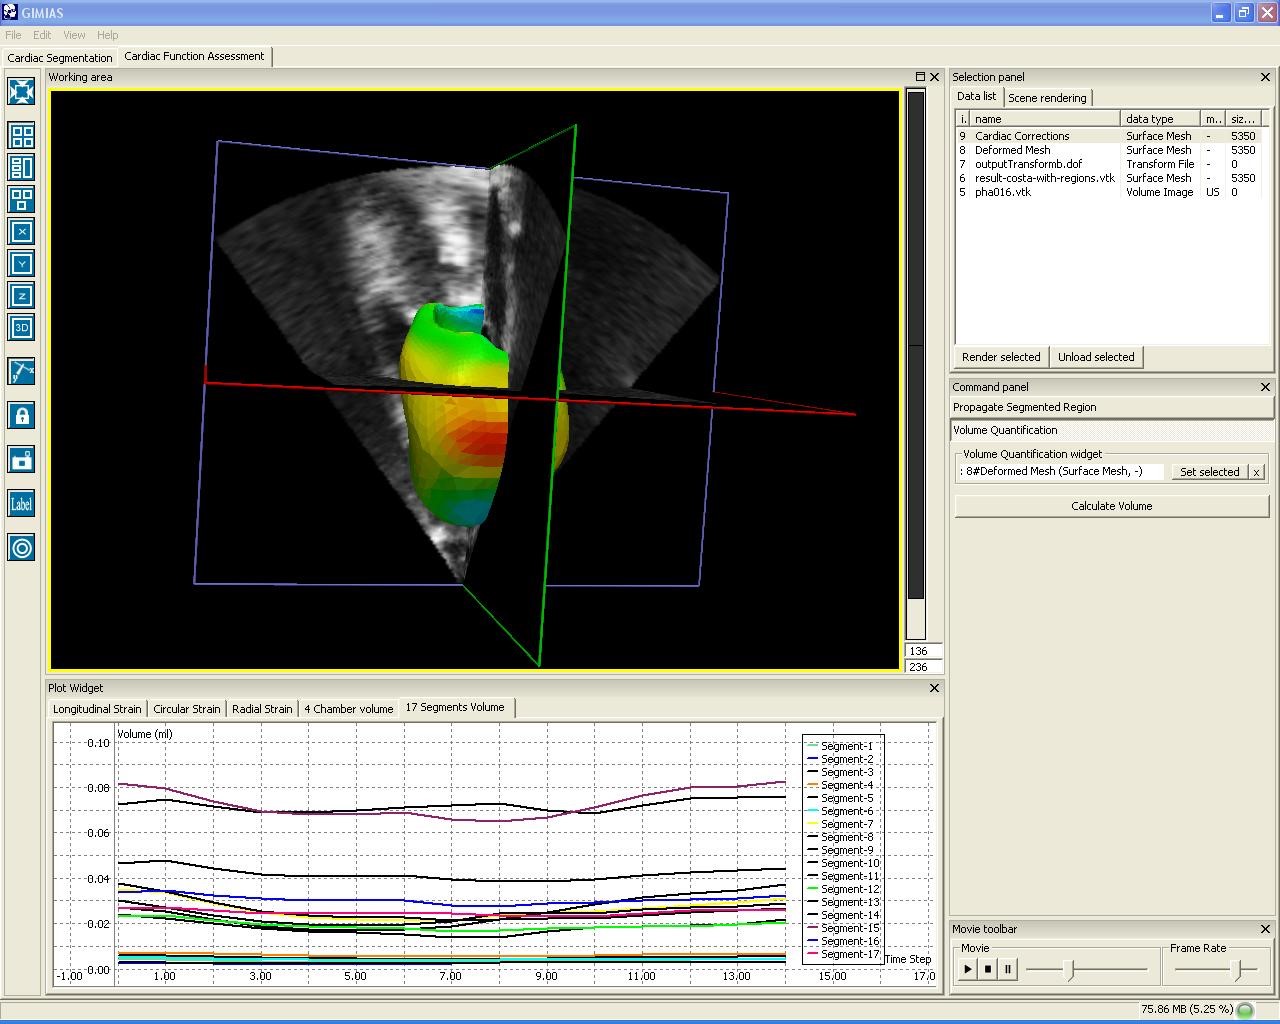 GIMIAS
File Edit View Help
Cardiac Segmentation Cardiac Function Assessment
Working area
X
Y
Z
3D
Label
136
236
Plot Widget
Longitudinal Strain Circular Strain Radial Strain 4 Chamber volume 17 Segments Volume
Volume (ml)
0.10
0.08
0.06
0.04
0.02
0.00
-1.00 1.00 3.00 5.00 7.00 9.00 11.00 13.00 15.00 17.0
Time Step
Segment-1
Segment-2
Segment-3
Segment-4
Segment-5
Segment-6
Segment-7
Segment-8
Segment-9
Segment-10
Segment-11
Segment-12
Segment-13
Segment-14
Segment-15
Segment-16
Segment-17
Selection panel
Data list Scene rendering
i. name data type m.. siz...
9 Cardiac Corrections Surface Mesh - 5350
8 Deformed Mesh Surface Mesh - 5350
7 outputTransformb.dof Transform File - 0
6 result-costa-with-regions.vtk Surface Mesh - 5350
5 pha016.vtk Volume Image US 0
Render selected Unload selected
Command panel
Propagate Segmented Region
Volume Quantification
Volume Quantification widget
: 8#Deformed Mesh (Surface Mesh, -) Set selected x
Calculate Volume
Movie toolbar
Movie Frame Rate
75.86 MB (5.25 %)